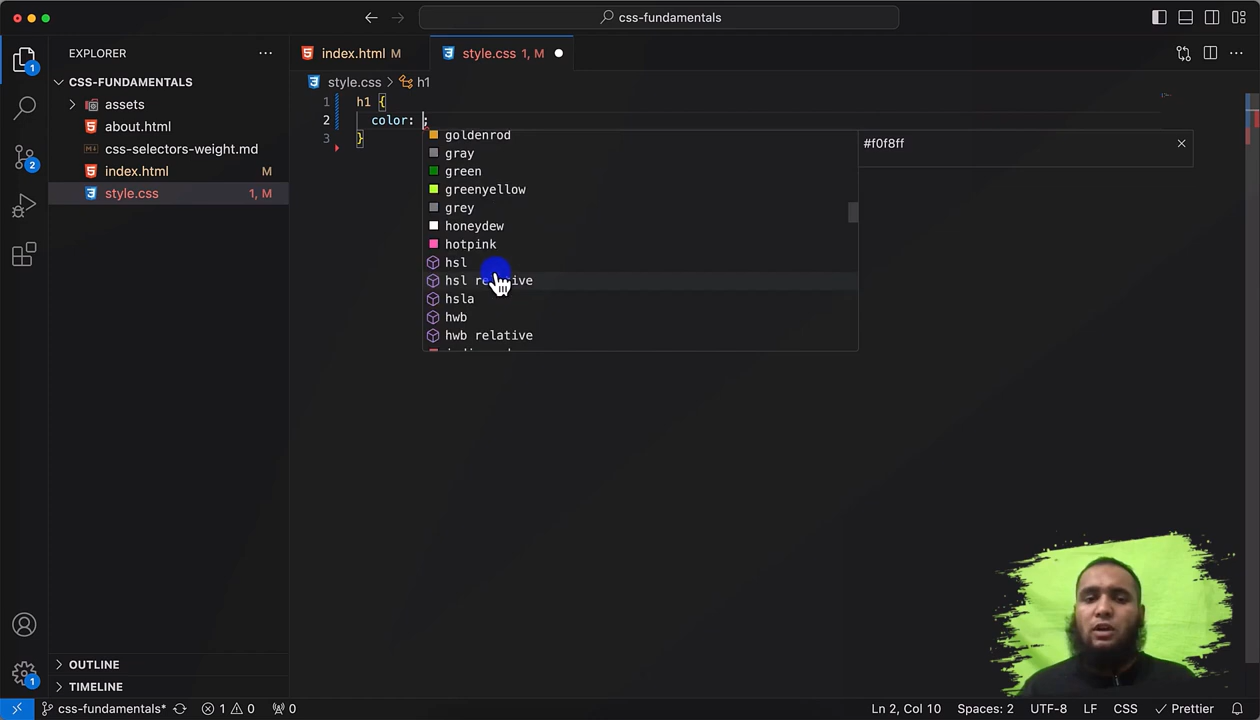 css-fundamentals
EXPLORER
index.html M
style.css 1, M
CSS-FUNDAMENTALS
style.css
h1
assets
about.html
css-selectors-weight.md
index.html M
style.css 1, M
1 h1 {
2 color: ;
3 }
goldenrod
gray
green
greenyellow
grey
honeydew
hotpink
hsl
hsl relative
hsla
hwb
hwb relative
#f0f8ff
1
2
1
OUTLINE
TIMELINE
css-fundamentals* 1 0 0
Ln 2, Col 10
Spaces: 2
UTF-8
LF
CSS
Prettier